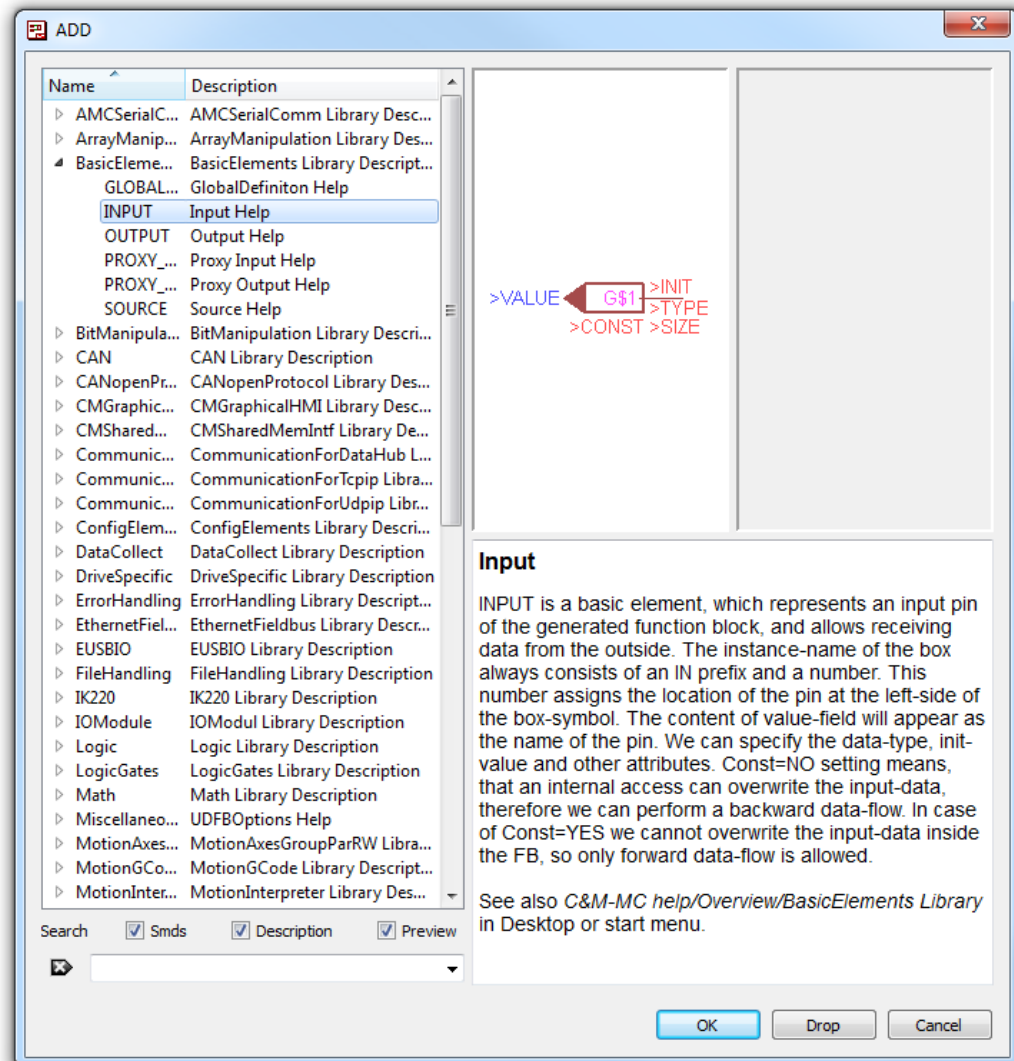 ADD
Name Description
AMCSerialC... AMCSerialComm Library Desc...
ArrayManip... ArrayManipulation Library Des...
BasicEleme... BasicElements Library Descript...
GLOBAL... GlobalDefiniton Help
INPUT Input Help
OUTPUT Output Help
PROXY_... Proxy Input Help
PROXY_... Proxy Output Help
SOURCE Source Help
BitManipula... BitManipulation Library Descri...
CAN CAN Library Description
CANopenPr... CANopenProtocol Library Des...
CMGraphic... CMGraphicalHMI Library Desc...
CMShared... CMSharedMemIntf Library De...
Communic... CommunicationForDataHub L...
Communic... CommunicationForTcpip Libra...
Communic... CommunicationForUdpip Libr...
ConfigElem... ConfigElements Library Descri...
DataCollect DataCollect Library Description
DriveSpecific DriveSpecific Library Description
ErrorHandling ErrorHandling Library Descript...
EthernetFiel... EthernetFieldbus Library Descr...
EUSBIO EUSBIO Library Description
FileHandling FileHandling Library Description
IK220 IK220 Library Description
IOModule IOModul Library Description
Logic Logic Library Description
LogicGates LogicGates Library Description
Math Math Library Description
Miscellaneo... UDFBOptions Help
MotionAxes... MotionAxesGroupParRW Libra...
MotionGCo... MotionGCode Library Descript...
MotionInter... MotionInterpreter Library Des...
Search Smds Description Preview
>VALUE G$1 >INIT
>TYPE
>CONST >SIZE
Input
INPUT is a basic element, which represents an input pin
of the generated function block, and allows receiving
data from the outside. The instance-name of the box
always consists of an IN prefix and a number. This
number assigns the location of the pin at the left-side of
the box-symbol. The content of value-field will appear as
the name of the pin. We can specify the data-type, init-
value and other attributes. Const=NO setting means,
that an internal access can overwrite the input-data,
therefore we can perform a backward data-flow. In case
of Const=YES we cannot overwrite the input-data inside
the FB, so only forward data-flow is allowed.
See also C&M-MC help/Overview/BasicElements Library
in Desktop or start menu.
OK Drop Cancel